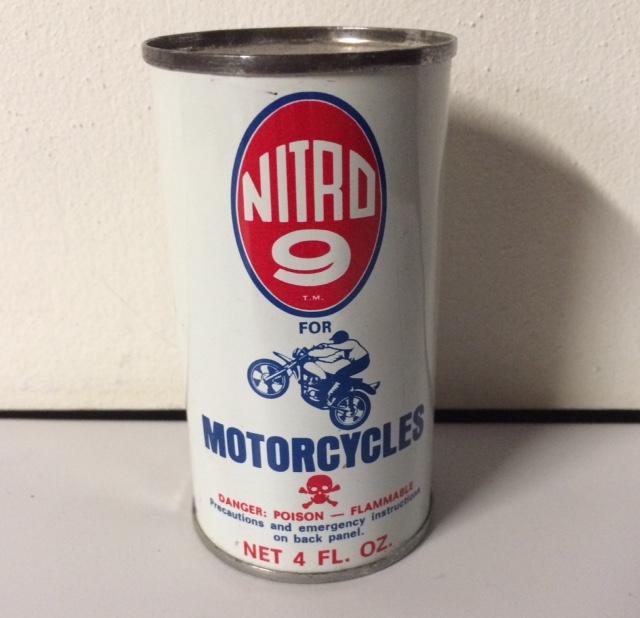 NITRO
9
T.M.
FOR
MOTORCYCLES
DANGER: POISON — FLAMMABLE
Precautions and emergency instructions
on back panel.
NET 4 FL. OZ.